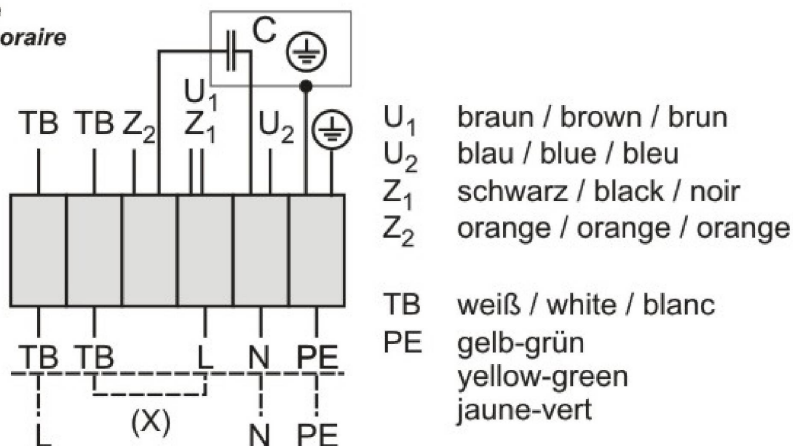 oraire
C
U1
TB TB Z2 Z1 U2
TB TB L N PE
(X)
L N PE
U1 braun / brown / brun
U2 blau / blue / bleu
Z1 schwarz / black / noir
Z2 orange / orange / orange
TB weiß / white / blanc
PE gelb-grün
yellow-green
jaune-vert